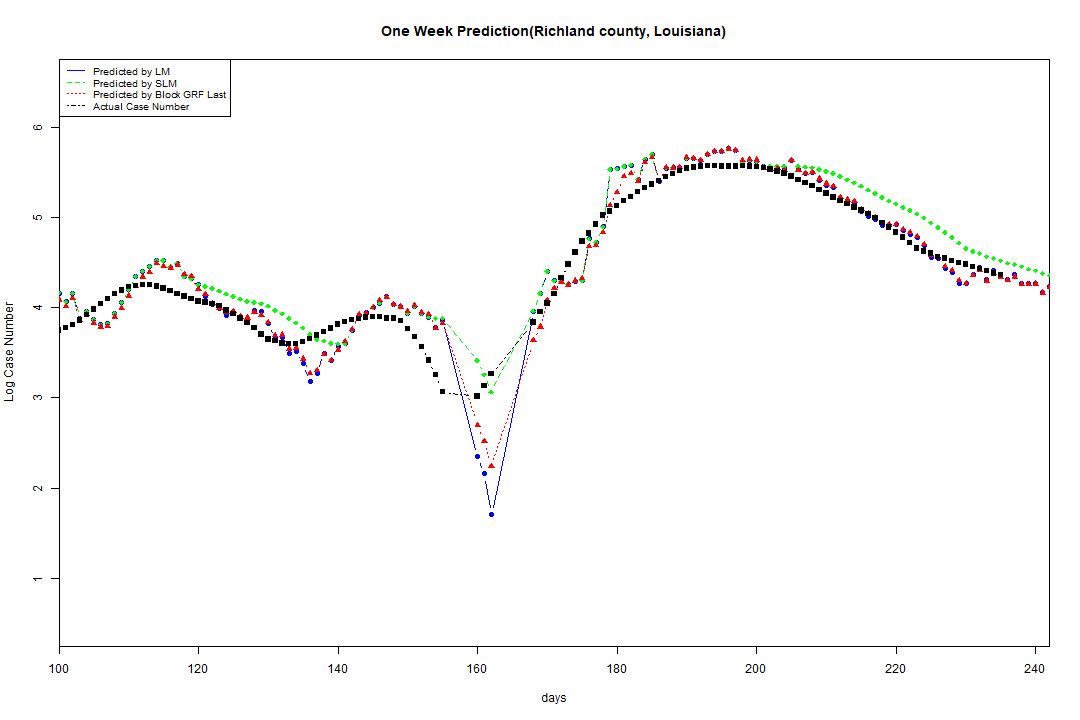 One Week Prediction(Richland county, Louisiana)
Predicted by LM
Predicted by SLM
Predicted by Block GRF Last
Actual Case Number
6
5
4
3
2
1
Log Case Number
100 120 140 160 180 200 220 240
days